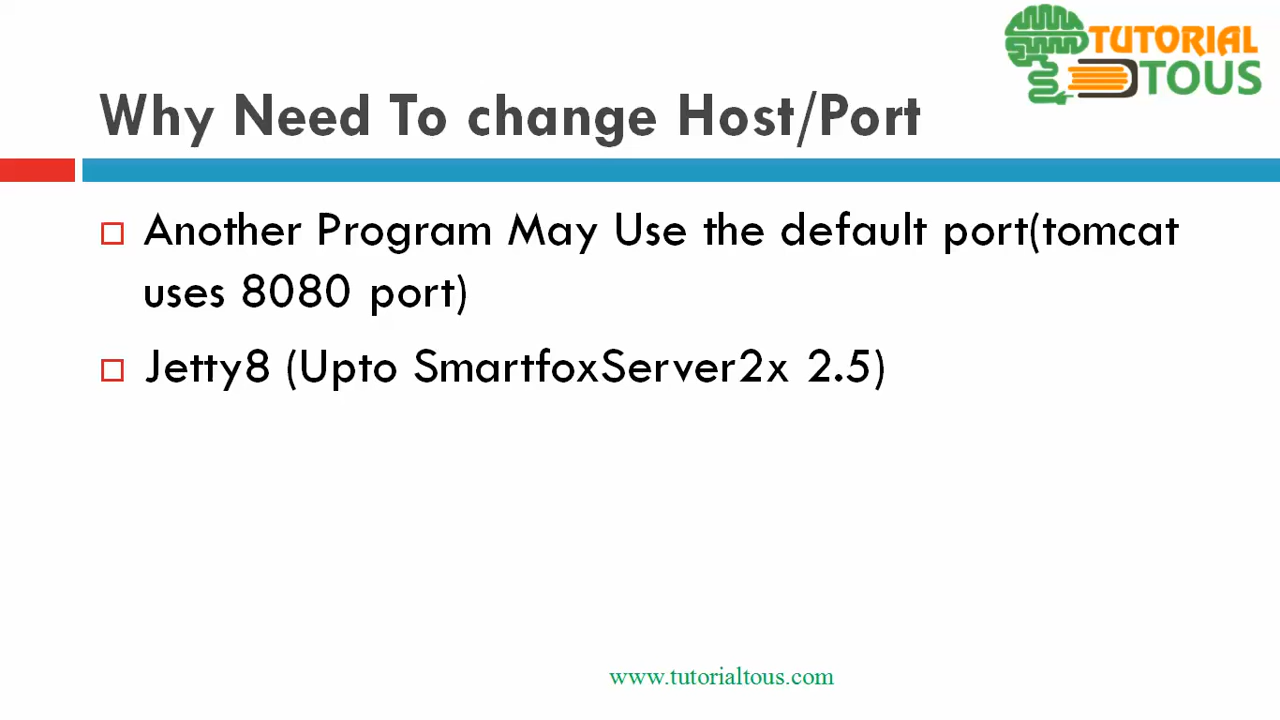 TUTORIAL
TOUS
Why Need To change Host/Port
Another Program May Use the default port(tomcat
uses 8080 port)
Jetty8 (Upto SmartfoxServer2x 2.5)
www.tutorialtous.com